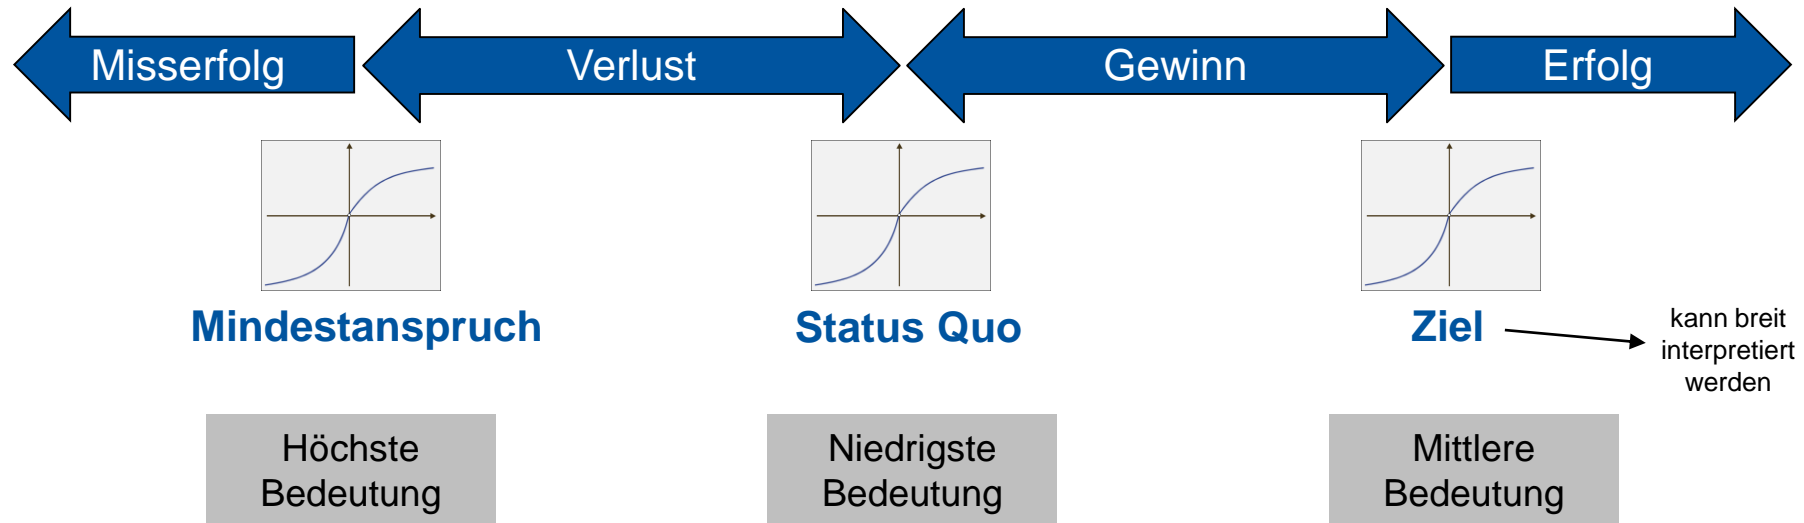 Misserfolg
Verlust
Gewinn
Erfolg
Mindestanspruch
Status Quo
Ziel
kann breit
interpretiert
werden
Höchste
Bedeutung
Niedrigste
Bedeutung
Mittlere
Bedeutung